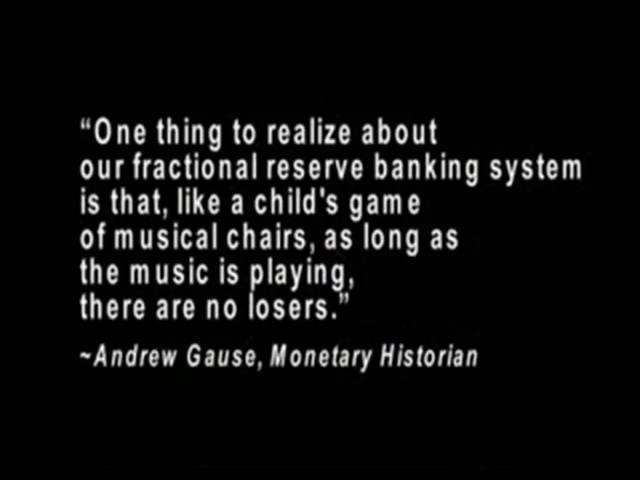 “One thing to realize about
our fractional reserve banking system
is that, like a child's game
of musical chairs, as long as
the music is playing,
there are no losers.”
~Andrew Gause, Monetary Historian